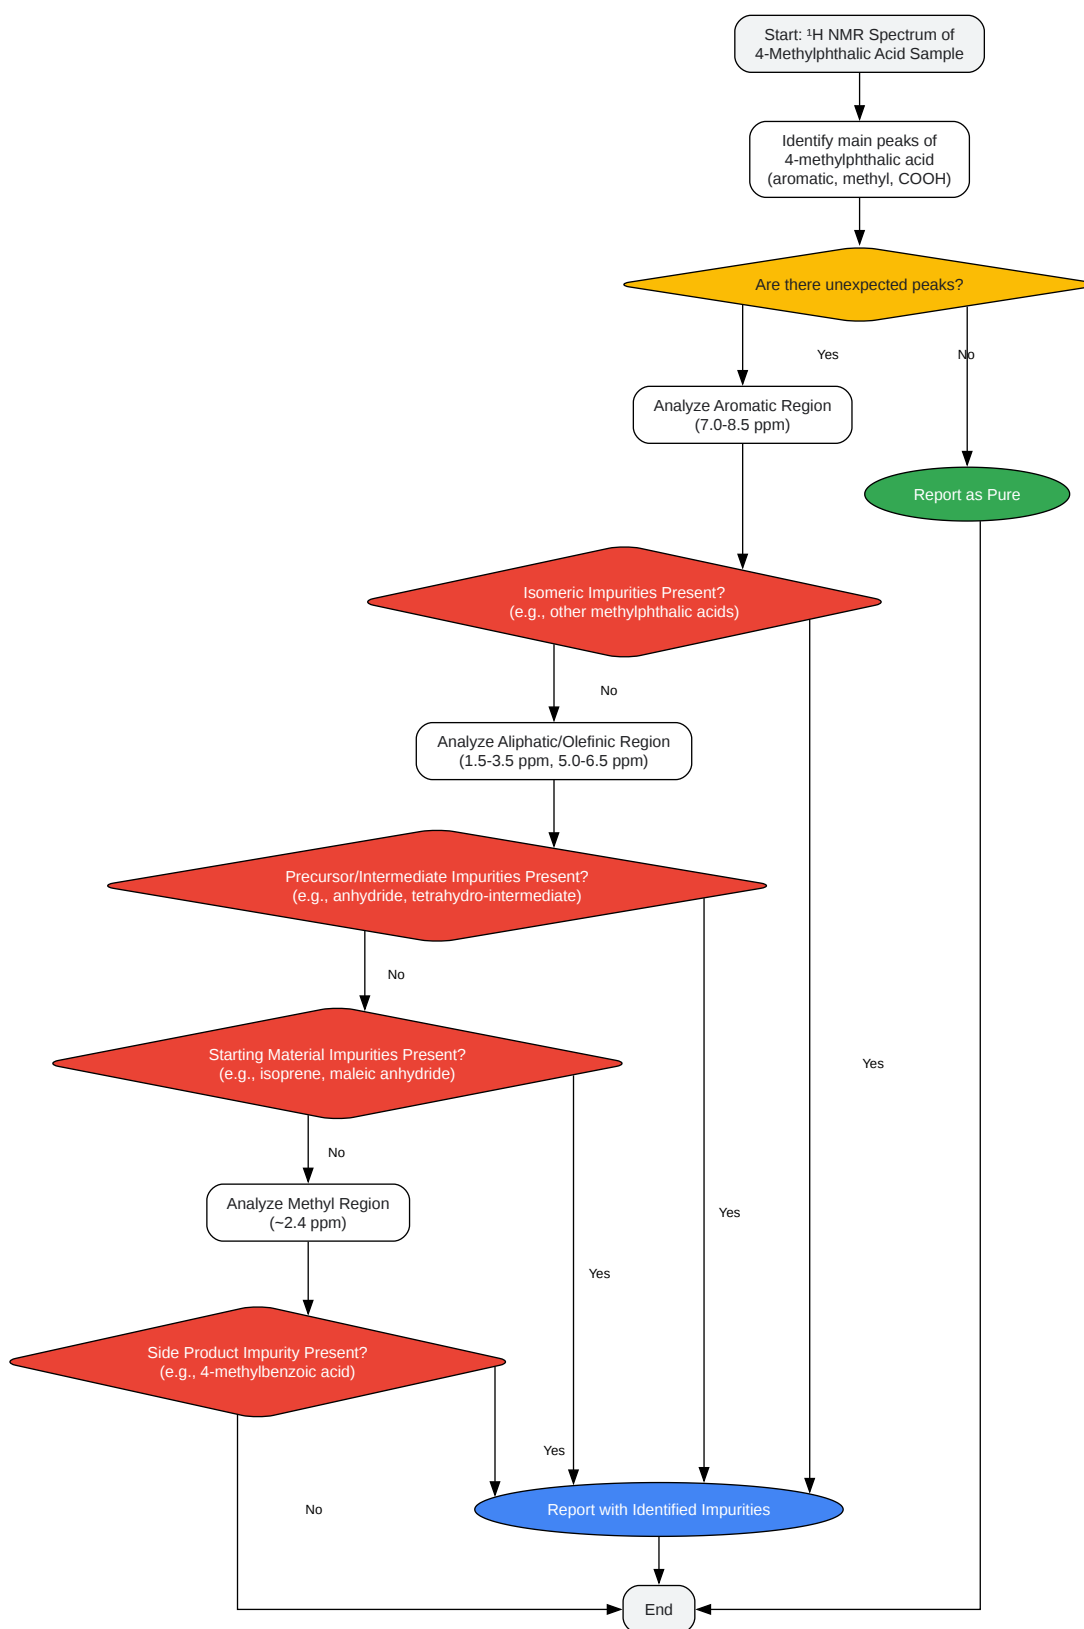 Start: ¹H NMR Spectrum of
4-Methylphthalic Acid Sample
Identify main peaks of
4-methylphthalic acid
(aromatic, methyl, COOH)
Are there unexpected peaks?
Yes
No
Analyze Aromatic Region
(7.0-8.5 ppm)
Report as Pure
Isomeric Impurities Present?
(e.g., other methylphthalic acids)
No
Analyze Aliphatic/Olefinic Region
(1.5-3.5 ppm, 5.0-6.5 ppm)
Precursor/Intermediate Impurities Present?
(e.g., anhydride, tetrahydro-intermediate)
No
Starting Material Impurities Present?
(e.g., isoprene, maleic anhydride)
Yes
No
Analyze Methyl Region
(~2.4 ppm)
Yes
Yes
Side Product Impurity Present?
(e.g., 4-methylbenzoic acid)
Yes
No
Report with Identified Impurities
End